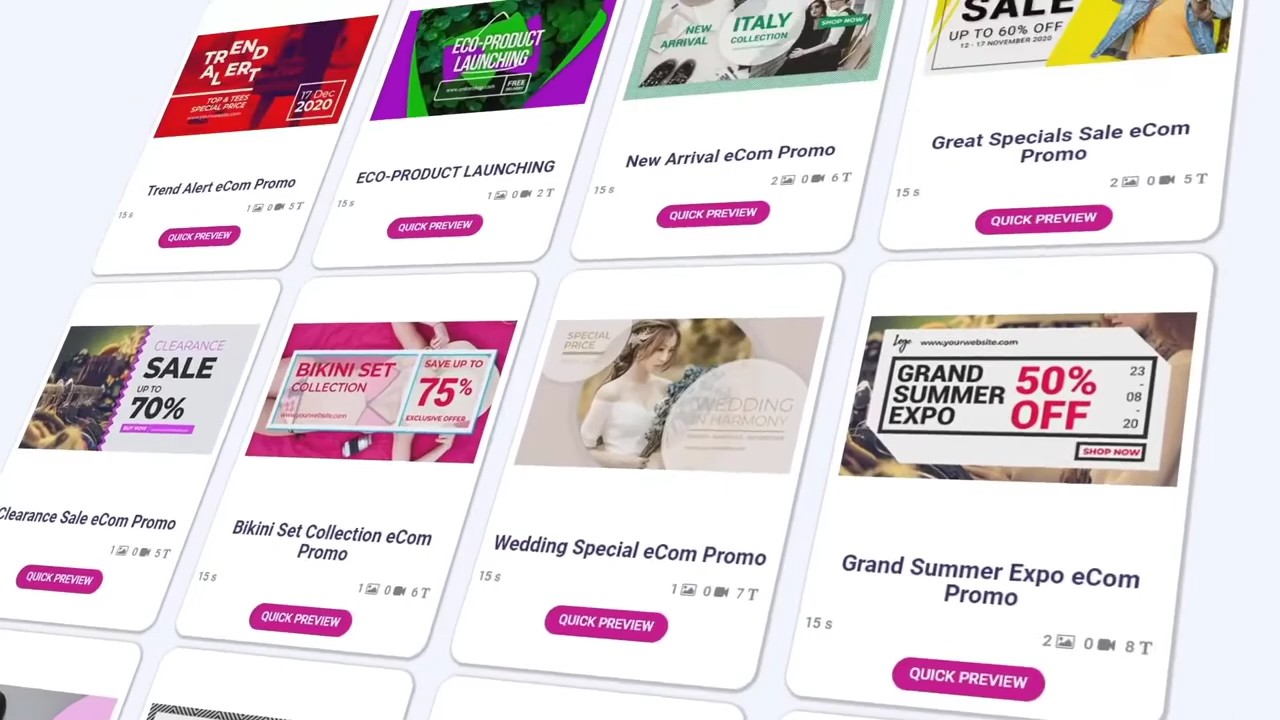 TREND
ALERT
TOP & TEES
SPECIAL PRICE
www.yourwebsite.com
17 Dec
2020
Trend Alert eCom Promo
15 s
1 0 5 T
QUICK PREVIEW
ECO-PRODUCT
LAUNCHING
FREE
DELIVERY
ECO-PRODUCT LAUNCHING
15 s
1 0 2 T
QUICK PREVIEW
NEW
ARRIVAL
ITALY
COLLECTION
SHOP NOW
New Arrival eCom Promo
15 s
2 0 6 T
QUICK PREVIEW
SALE
UP TO 60% OFF
12 - 17 NOVEMBER 2020
Great Specials Sale eCom
Promo
15 s
2 0 5 T
QUICK PREVIEW
CLEARANCE
SALE
UP TO
70%
BUY NOW
Clearance Sale eCom Promo
1 0 5 T
QUICK PREVIEW
BIKINI SET
COLLECTION
www.yourwebsite.com
SAVE UP TO
75%
EXCLUSIVE OFFER
Bikini Set Collection eCom
Promo
15 s
1 0 6 T
QUICK PREVIEW
SPECIAL
PRICE
WEDDING
IN HARMONY
Wedding Special eCom Promo
15 s
1 0 7 T
QUICK PREVIEW
Logo
www.yourwebsite.com
GRAND
SUMMER
EXPO
50%
OFF
23
-
08
-
20
SHOP NOW
Grand Summer Expo eCom
Promo
15 s
2 0 8 T
QUICK PREVIEW